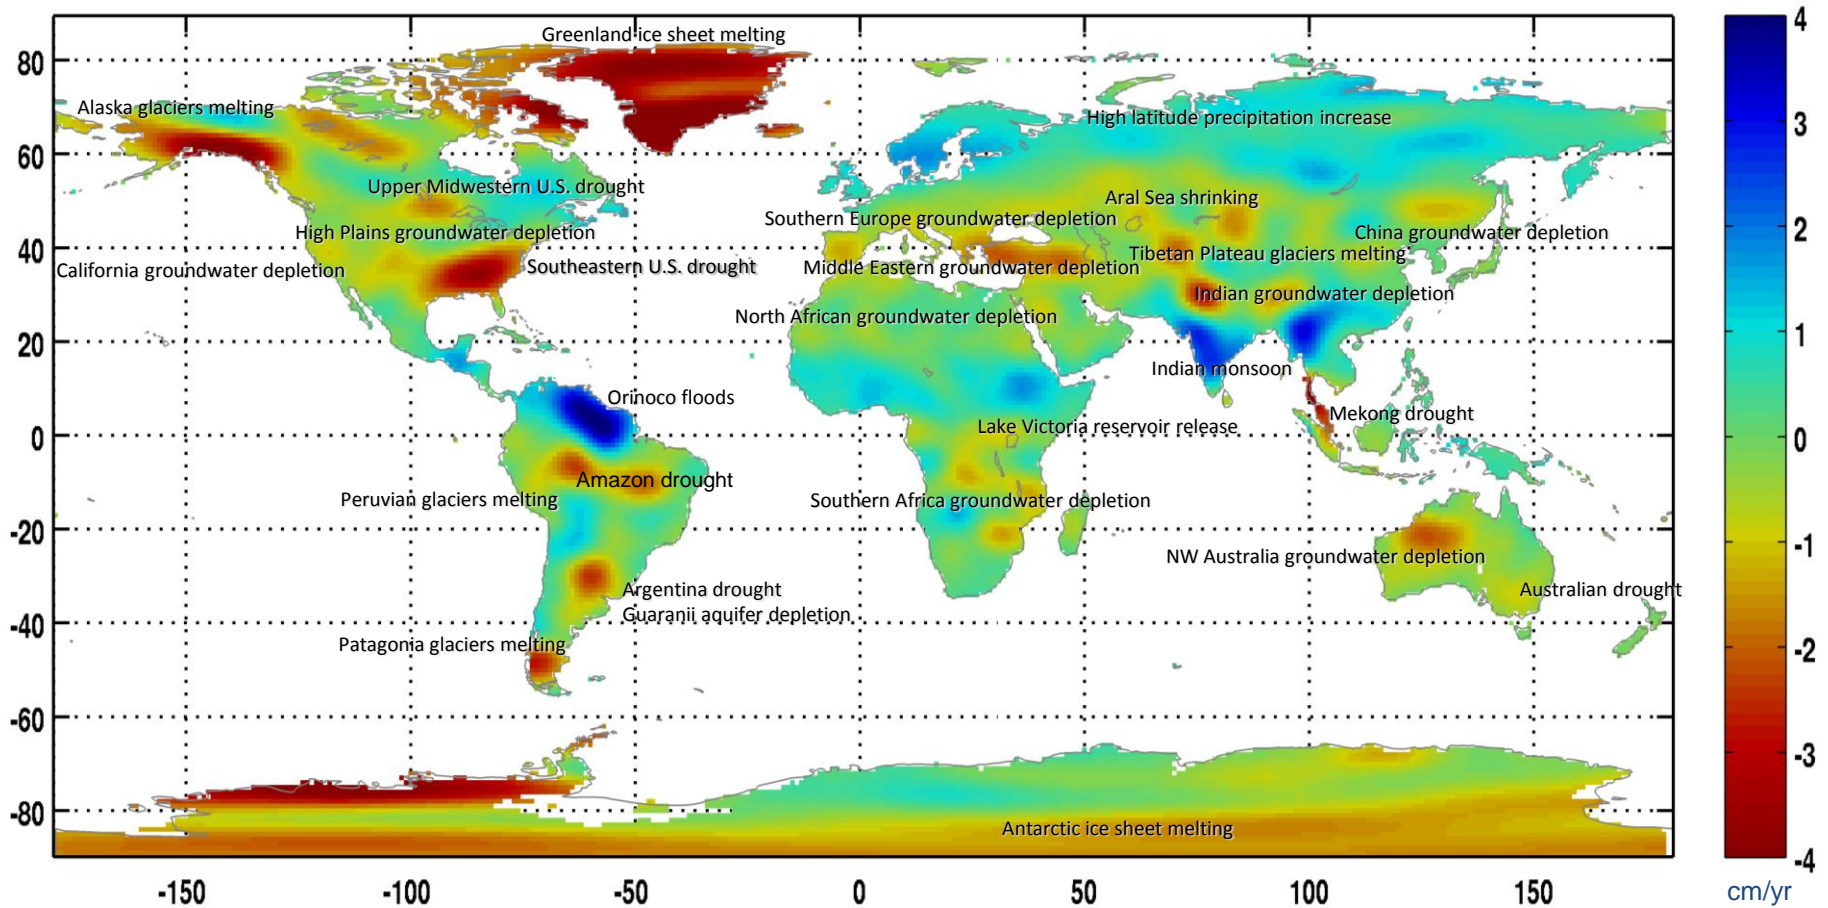 Greenland ice sheet melting
4
80
Alaska glaciers melting
High latitude precipitation increase
3
60
Upper Midwestern U.S. drought
Aral Sea shrinking
Southern Europe groundwater depletion
High Plains groundwater depletion
China groundwater depletion
2
40
Tibetan Plateau glaciers melting
California groundwater depletion
Southeastern U.S. drought
Middle Eastern groundwater depletion
Indian groundwater depletion
North African groundwater depletion
1
20
Indian monsoon
Orinoco floods
Mekong drought
Lake Victoria reservoir release
0
0
Amazon drought
Peruvian glaciers melting
Southern Africa groundwater depletion
-20
-1
NW Australia groundwater depletion
Argentina drought
Guaranii aquifer depletion
Australian drought
-40
Patagonia glaciers melting
-2
-60
-3
-80
Antarctic ice sheet melting
-4
-150
-100
-50
0
50
100
150
cm/yr